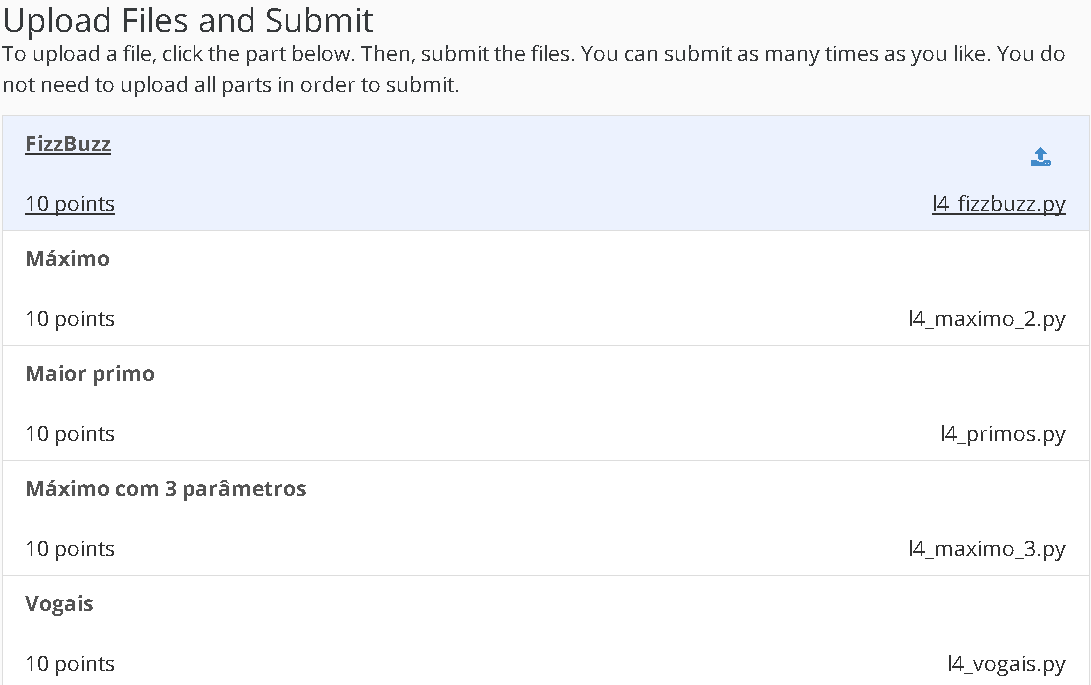 Upload Files and Submit
To upload a file, click the part below. Then, submit the files. You can submit as many times as you like. You do
not need to upload all parts in order to submit.
FizzBuzz
10 points l4_fizzbuzz.py
Máximo
10 points l4_maximo_2.py
Maior primo
10 points l4_primos.py
Máximo com 3 parâmetros
10 points l4_maximo_3.py
Vogais
10 points l4_vogais.py